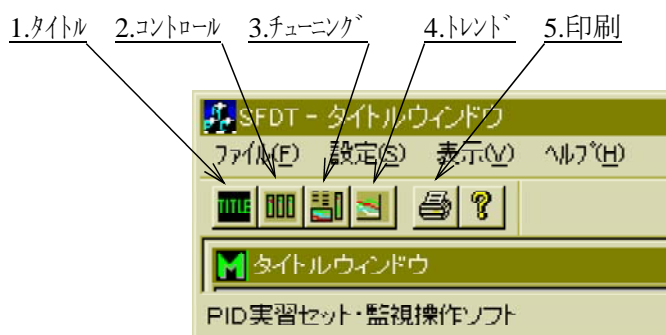 1.ﾀｲﾄﾙ 2.ｺﾝﾄﾛｰﾙ 3.ﾁｭｰﾆﾝｸﾞ 4.ﾄﾚﾝﾄﾞ 5.印刷
SFDT - タイトルウィンドウ
ファイル(F) 設定(S) 表示(V) ﾍﾙﾌﾟ(H)
TITLE ?
M タイトルウィンドウ
PID実習セット・監視操作ソフト